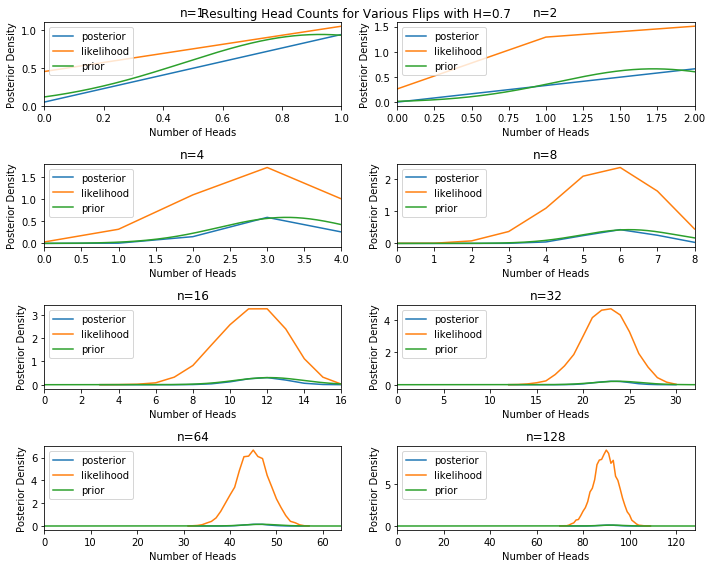 Resulting Head Counts for Various Flips with H=0.7
n=1
Posterior Density
1.0
0.5
0.0
posterior
likelihood
prior
0.0 0.2 0.4 0.6 0.8 1.0
Number of Heads
n=2
Posterior Density
1.5
1.0
0.5
0.0
posterior
likelihood
prior
0.00 0.25 0.50 0.75 1.00 1.25 1.50 1.75 2.00
Number of Heads
n=4
Posterior Density
1.5
1.0
0.5
0.0
posterior
likelihood
prior
0.0 0.5 1.0 1.5 2.0 2.5 3.0 3.5 4.0
Number of Heads
n=8
Posterior Density
2
1
0
posterior
likelihood
prior
0 1 2 3 4 5 6 7 8
Number of Heads
n=16
Posterior Density
3
2
1
0
posterior
likelihood
prior
0 2 4 6 8 10 12 14 16
Number of Heads
n=32
Posterior Density
4
2
0
posterior
likelihood
prior
0 5 10 15 20 25 30
Number of Heads
n=64
Posterior Density
6
4
2
0
posterior
likelihood
prior
0 10 20 30 40 50 60
Number of Heads
n=128
Posterior Density
5
0
posterior
likelihood
prior
0 20 40 60 80 100 120
Number of Heads